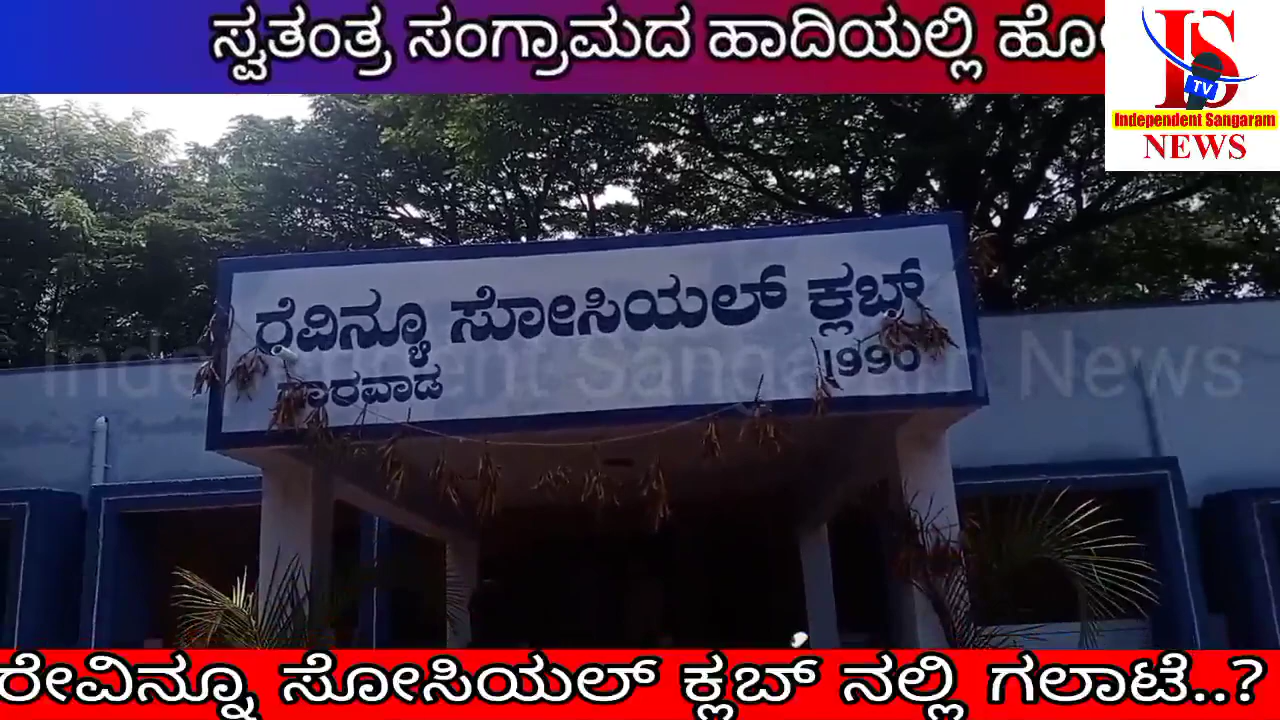 ಸ್ವತಂತ್ರ ಸಂಗ್ರಾಮದ ಹಾದಿಯಲ್ಲಿ
IS
TV
Independent Sangaram
NEWS
ರೆವಿನ್ಯೂ ಸೋಸಿಯಲ್ ಕ್ಲಬ್
1990
Independent Sangaram News
ರೇವಿನ್ನೂ ಸೋಸಿಯಲ್ ಕ್ಲಬ್ ನಲ್ಲಿ ಗಲಾಟೆ..?